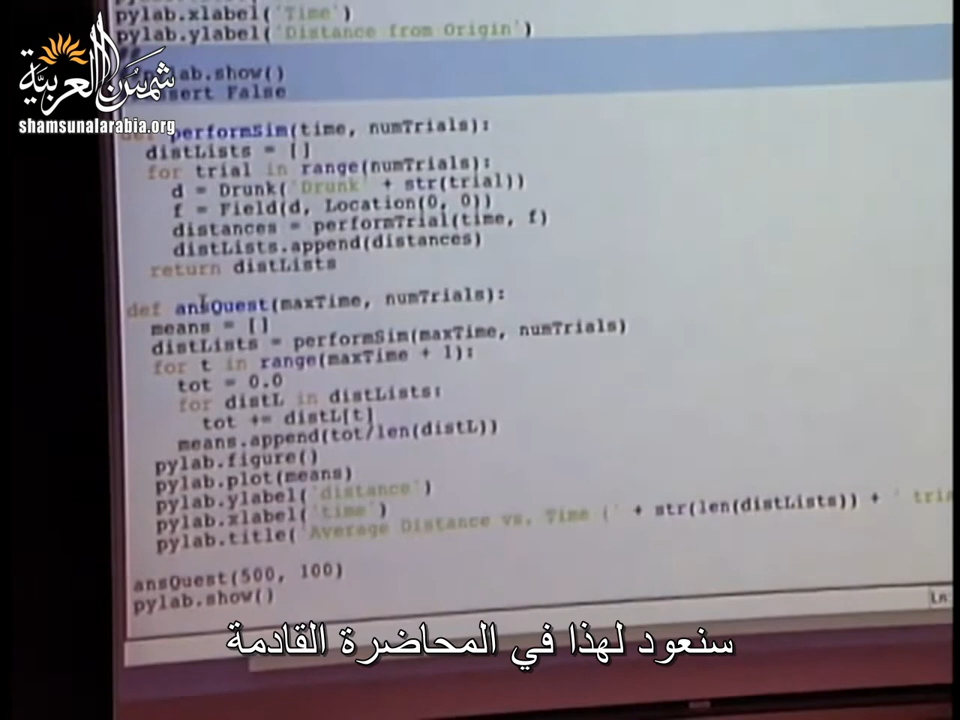 pylab.xlabel('Time')
pylab.ylabel('Distance from Origin')
شمس العربية
shamsunalarabia.org
lab.show()
sert False
def performSim(time, numTrials):
distLists = []
for trial in range(numTrials):
d = Drunk('Drunk' + str(trial))
f = Field(d, Location(0, 0))
distances = performTrial(time, f)
distLists.append(distances)
return distLists
def ansQuest(maxTime, numTrials):
means = []
distLists = performSim(maxTime, numTrials)
for t in range(maxTime + 1):
tot = 0.0
for distL in distLists:
tot += distL[t]
means.append(tot/len(distL))
pylab.figure()
pylab.plot(means)
pylab.ylabel('distance')
pylab.xlabel('time')
pylab.title('Average Distance vs. Time (' + str(len(distLists)) + ' tria
ansQuest(500, 100)
pylab.show()
Ln:
سنعود لهذا في المحاضرة القادمة